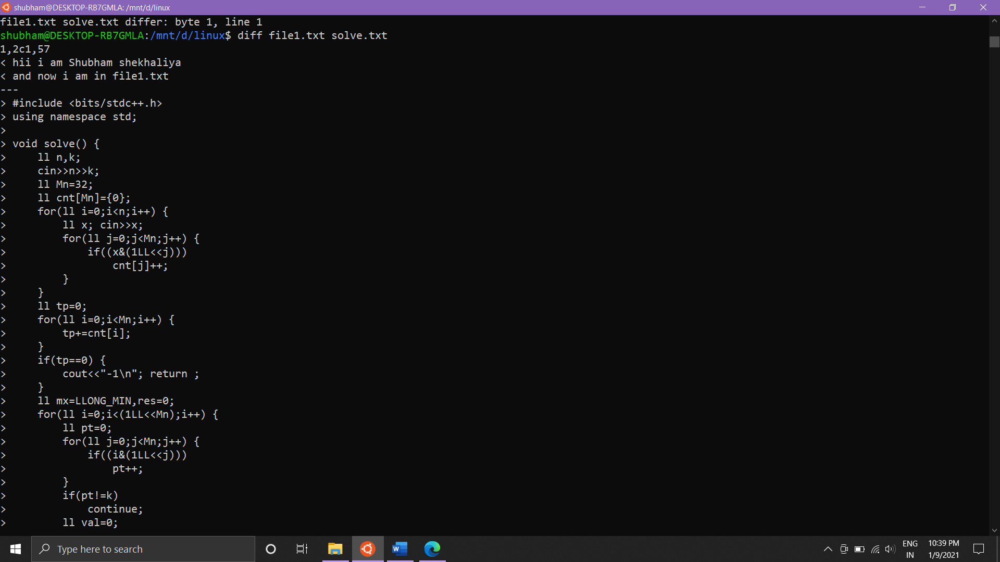 shubham@DESKTOP-RB7GMLA: /mnt/d/linux
file1.txt solve.txt differ: byte 1, line 1
shubham@DESKTOP-RB7GMLA:/mnt/d/linux$ diff file1.txt solve.txt
1,2c1,57
< hii i am Shubham shekhaliya
< and now i am in file1.txt
---
> #include <bits/stdc++.h>
> using namespace std;
>
> void solve() {
>     ll n,k;
>     cin>>n>>k;
>     ll Mn=32;
>     ll cnt[Mn]={0};
>     for(ll i=0;i<n;i++) {
>         ll x; cin>>x;
>         for(ll j=0;j<Mn;j++) {
>             if((x&(1LL<<j)))
>                 cnt[j]++;
>         }
>     }
>     ll tp=0;
>     for(ll i=0;i<Mn;i++) {
>         tp+=cnt[i];
>     }
>     if(tp==0) {
>         cout<<"-1\n"; return ;
>     }
>     ll mx=LLONG_MIN,res=0;
>     for(ll i=0;i<(1LL<<Mn);i++) {
>         ll pt=0;
>         for(ll j=0;j<Mn;j++) {
>             if((i&(1LL<<j)))
>                 pt++;
>         }
>         if(pt!=k)
>             continue;
>         ll val=0;
Type here to search
ENG
IN
10:39 PM
1/9/2021